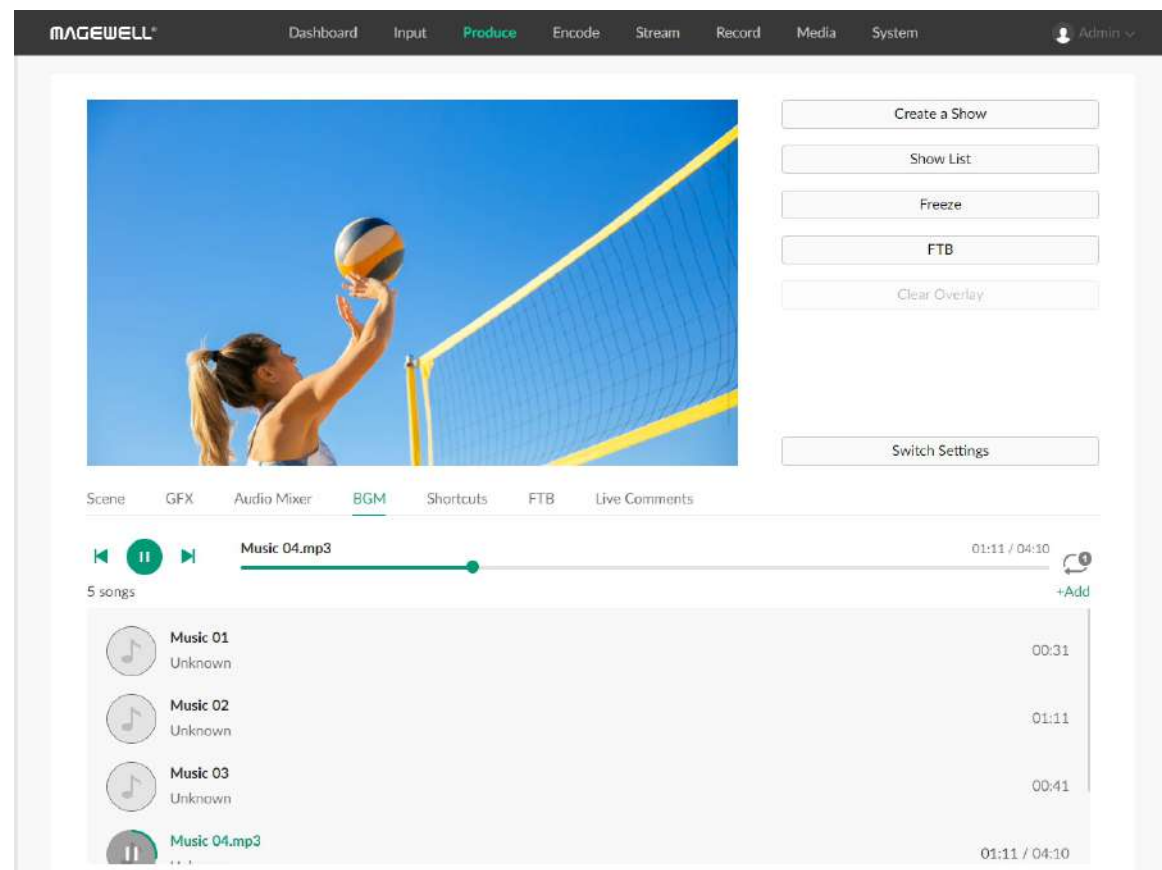 MAGEWELL®
Dashboard Input Produce Encode Stream Record Media System Admin
Create a Show
Show List
Freeze
FTB
Clear Overlay
Switch Settings
Scene GFX Audio Mixer BGM Shortcuts FTB Live Comments
Music 04.mp3 01:11 / 04:10
1
5 songs +Add
Music 01
Unknown 00:31
Music 02
Unknown 01:11
Music 03
Unknown 00:41
Music 04.mp3
01:11 / 04:10